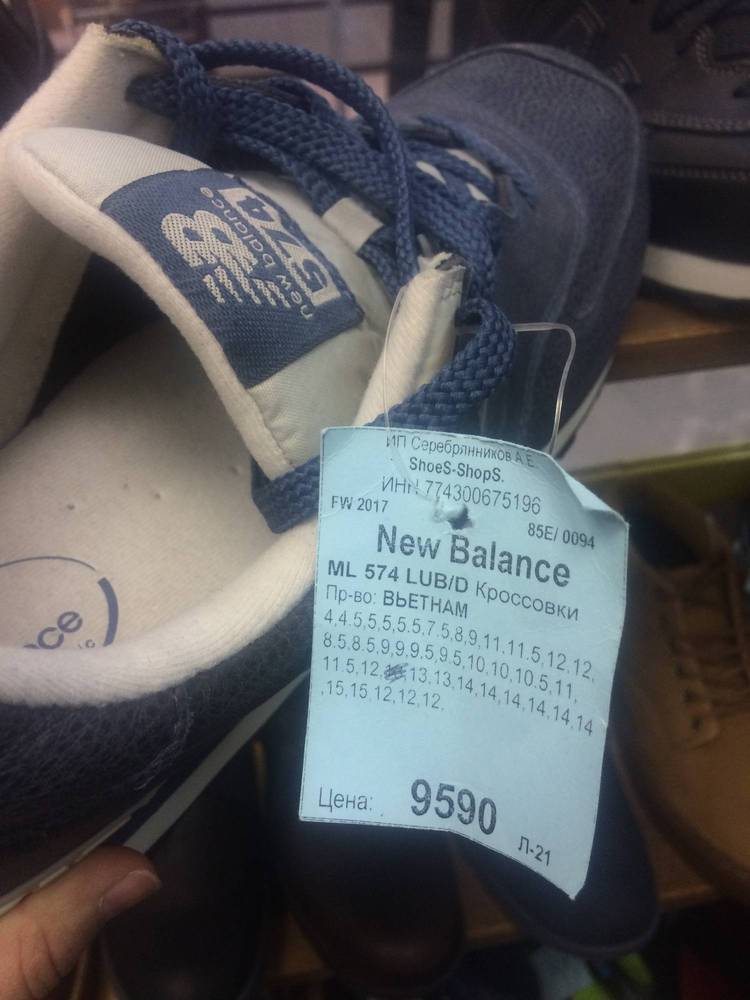 new balance
574
ance
ИП Серебрянников А.Е.
ShoeS-ShopS.
ИНН 774300675196
FW 2017
85E/ 0094
New Balance
ML 574 LUB/D Кроссовки
Пр-во: ВЬЕТНАМ
4,4.5,5,5,5.5,7.5,8,9,11,11.5,12,12,
8.5,8.5,9,9,9.5,9.5,10,10,10.5,11,
11.5,12, 13,13,14,14,14,14,14,14
,15,15,12,12,12,
Цена: 9590
Л-21